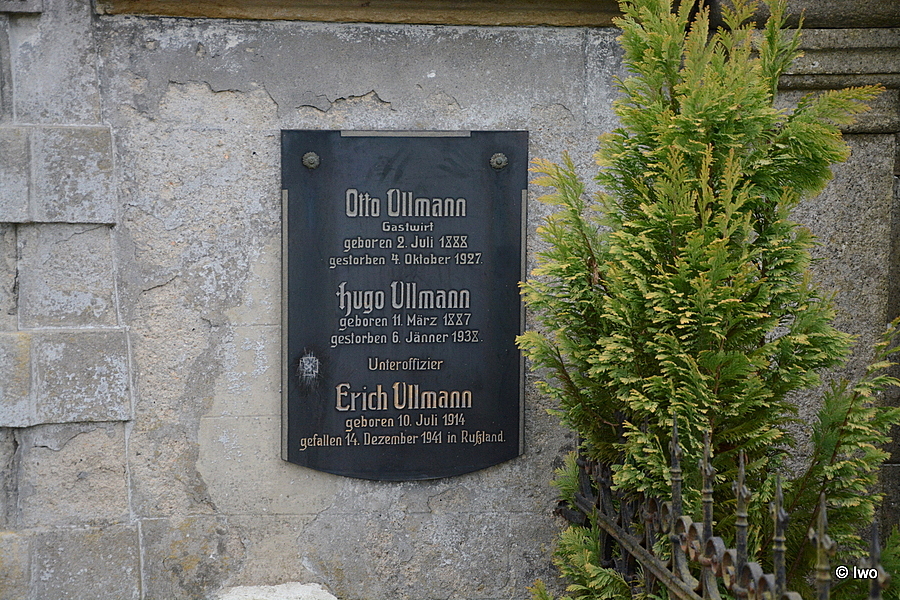 Otto Ullmann
Gastwirt
geboren 2. Juli 1888
gestorben 4. Oktober 1927.
Hugo Ullmann
geboren 11. März 1887
gestorben 6. Jänner 1938.
Unteroffizier
Erich Ullmann
geboren 10. Juli 1914
gefallen 14. Dezember 1941 in Rußland.
© Iwo